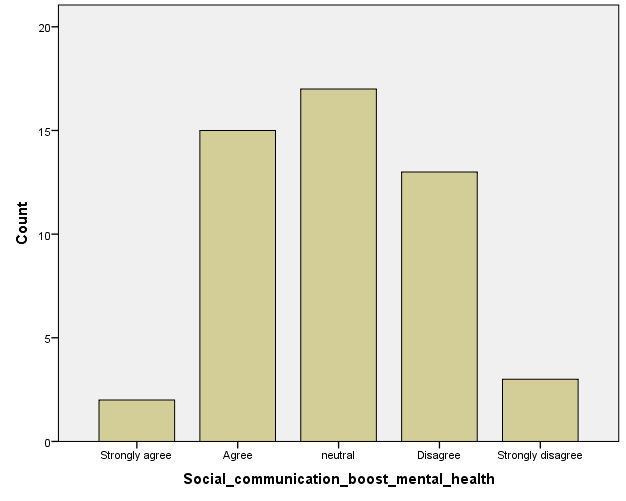 20
15
10
5
0
Count
Strongly agree Agree neutral Disagree Strongly disagree
Social_communication_boost_mental_health